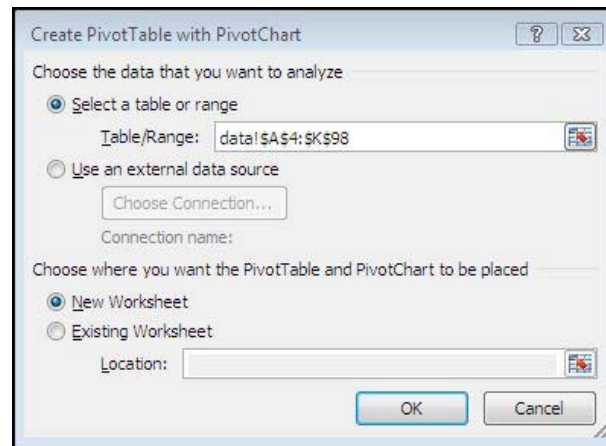 Create PivotTable with PivotChart
Choose the data that you want to analyze
Select a table or range
Table/Range: data!$A$4:$K$98
Use an external data source
Choose Connection...
Connection name:
Choose where you want the PivotTable and PivotChart to be placed
New Worksheet
Existing Worksheet
Location:
OK Cancel